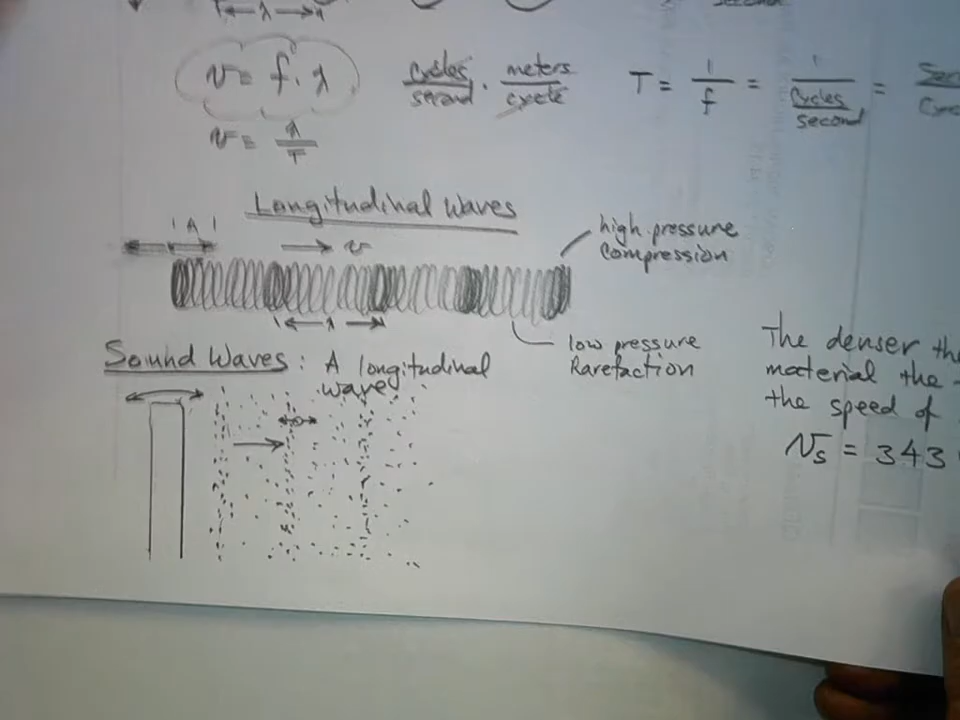 ← λ →
second
v = f · λ
cycles/second · meters/cycle
T = 1/f = 1/(cycles/second) =
v = λ/T
Longitudinal Waves
A
v
high pressure
Compression
λ
low pressure
Rarefaction
Sound Waves: A longitudinal
wave
The denser the
material the
the speed of
Vs = 343